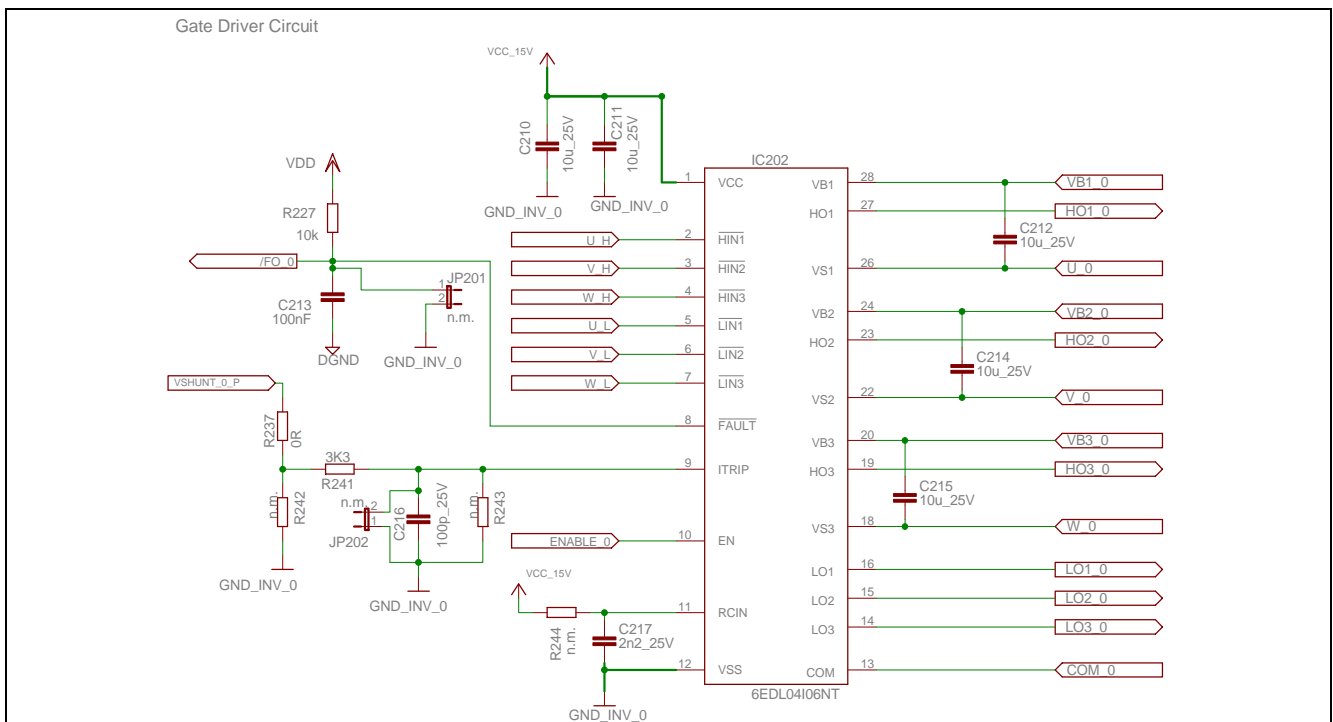 Gate Driver Circuit
VCC_15V
C210
10u_25V
C211
10u_25V
GND_INV_0
GND_INV_0
VDD
R227
10k
/FO_0
C213
100nF
DGND
JP201
1
2
n.m.
GND_INV_0
VSHUNT_0_P
R237
0R
3K3
R241
n.m.
R242
GND_INV_0
n.m.
2
1
JP202
C216
100p_25V
n.m.
R243
GND_INV_0
U_H
V_H
W_H
U_L
V_L
W_L
ENABLE_0
VCC_15V
R244
n.m.
C217
2n2_25V
GND_INV_0
IC202
1 VCC
2 HIN1
3 HIN2
4 HIN3
5 LIN1
6 LIN2
7 LIN3
8 FAULT
9 ITRIP
10 EN
11 RCIN
12 VSS
VB1 28
HO1 27
VS1 26
VB2 24
HO2 23
VS2 22
VB3 20
HO3 19
VS3 18
LO1 16
LO2 15
LO3 14
COM 13
6EDL04I06NT
VB1_0
HO1_0
C212
10u_25V
U_0
VB2_0
HO2_0
C214
10u_25V
V_0
VB3_0
HO3_0
C215
10u_25V
W_0
LO1_0
LO2_0
LO3_0
COM_0